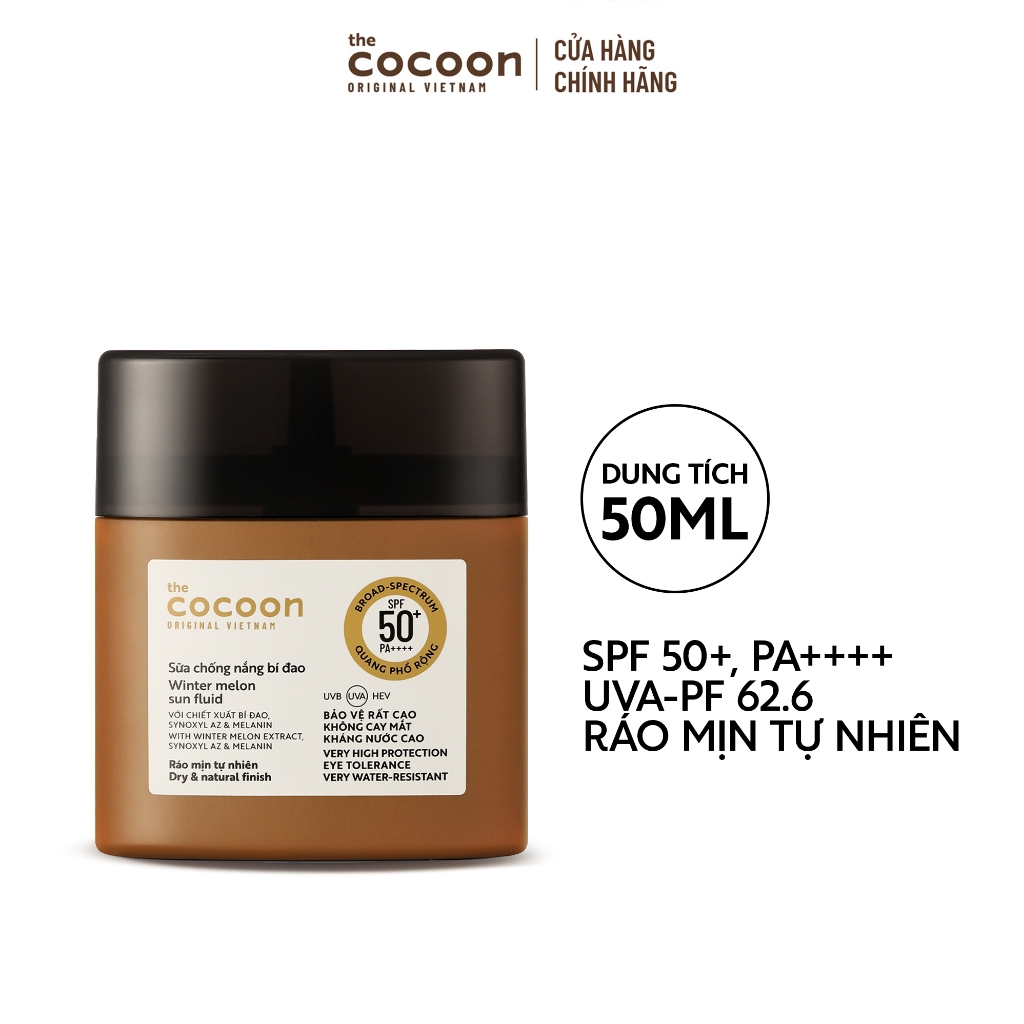 the
cocoon
ORIGINAL VIETNAM
CỬA HÀNG
CHÍNH HÃNG
the
cocoon
ORIGINAL VIETNAM
BROAD-SPECTRUM
SPF
50+
PA++++
QUANG PHỔ RỘNG
Sữa chống nắng bí đao
Winter melon
sun fluid
VỚI CHIẾT XUẤT BÍ ĐAO,
SYNOXYL AZ & MELANIN
WITH WINTER MELON EXTRACT,
SYNOXYL AZ & MELANIN
Ráo mịn tự nhiên
Dry & natural finish
UVB UVA HEV
BẢO VỆ RẤT CAO
KHÔNG CAY MẮT
KHÁNG NƯỚC CAO
VERY HIGH PROTECTION
EYE TOLERANCE
VERY WATER-RESISTANT
DUNG TÍCH
50ML
SPF 50+, PA++++
UVA-PF 62.6
RÁO MỊN TỰ NHIÊN